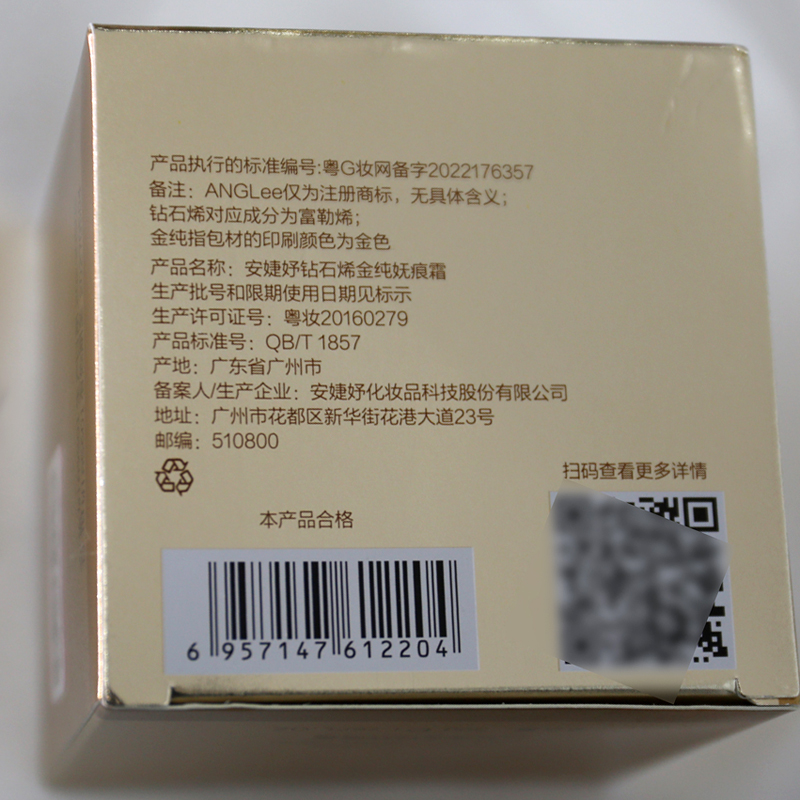 产品执行的标准编号:粤G妆网备字2022176357
备注：ANGLee仅为注册商标，无具体含义；
钻石烯对应成分为富勒烯；
金纯指包材的印刷颜色为金色
产品名称：安婕妤钻石烯金纯妩痕霜
生产批号和限期使用日期见标示
生产许可证号：粤妆20160279
产品标准号：QB/T 1857
产地：广东省广州市
备案人/生产企业：安婕妤化妆品科技股份有限公司
地址：广州市花都区新华街花港大道23号
邮编：510800
扫码查看更多详情
本产品合格
6 957147 612204